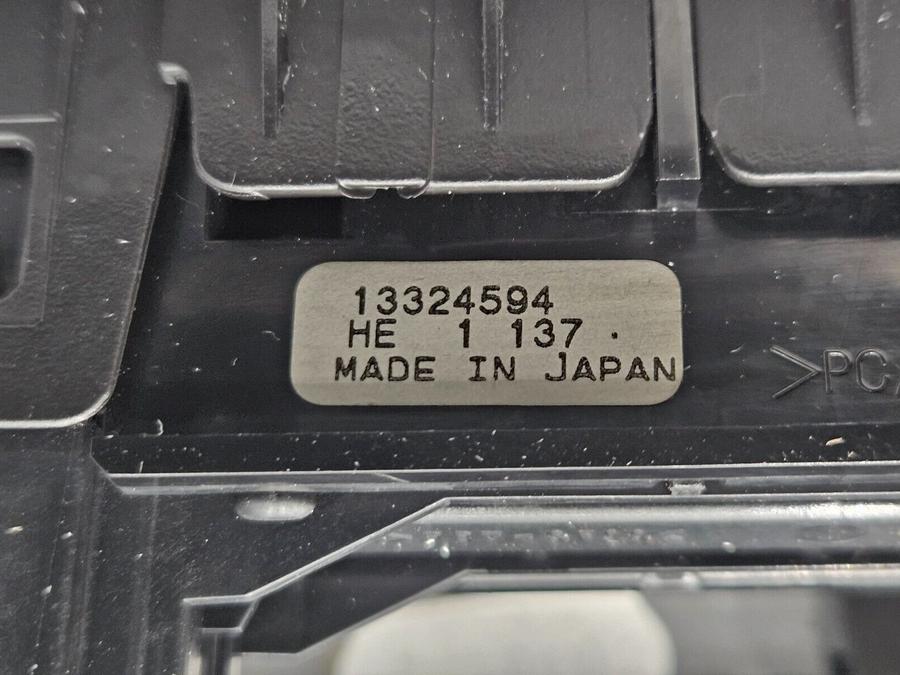 13324594
HE 1 137 .
MADE IN JAPAN
>PC